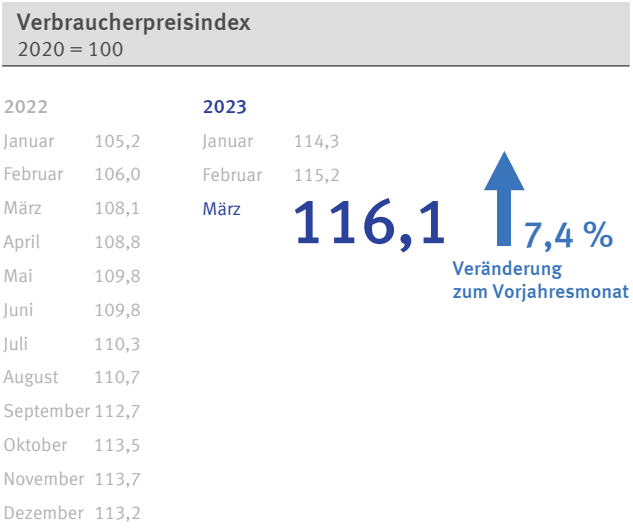 Verbraucherpreisindex
2020 = 100
2022
Januar 105,2
Februar 106,0
März 108,1
April 108,8
Mai 109,8
Juni 109,8
Juli 110,3
August 110,7
September 112,7
Oktober 113,5
November 113,7
Dezember 113,2
2023
Januar 114,3
Februar 115,2
März 116,1
7,4 %
Veränderung
zum Vorjahresmonat